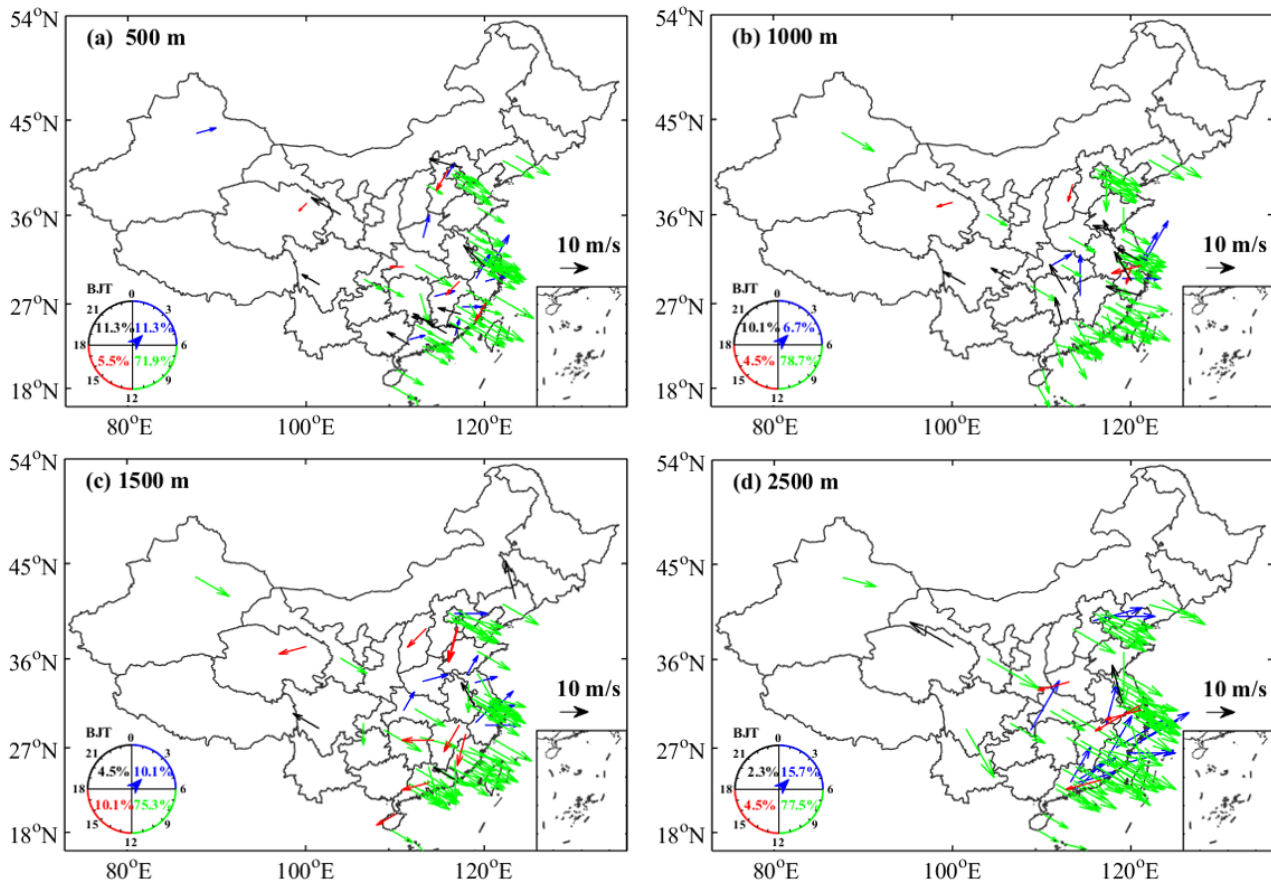 (a) 500 m
54°N
45°N
36°N
27°N
18°N
80°E
100°E
120°E
10 m/s
BJT
0
21
3
11.3%
11.3%
18
6
5.5%
71.9%
15
9
12
(b) 1000 m
54°N
45°N
36°N
27°N
18°N
80°E
100°E
120°E
10 m/s
BJT
0
21
3
10.1%
6.7%
18
6
4.5%
78.7%
15
9
12
(c) 1500 m
54°N
45°N
36°N
27°N
18°N
80°E
100°E
120°E
10 m/s
BJT
0
21
3
4.5%
10.1%
18
6
10.1%
75.3%
15
9
12
(d) 2500 m
54°N
45°N
36°N
27°N
18°N
80°E
100°E
120°E
10 m/s
BJT
0
21
3
2.3%
15.7%
18
6
4.5%
77.5%
15
9
12